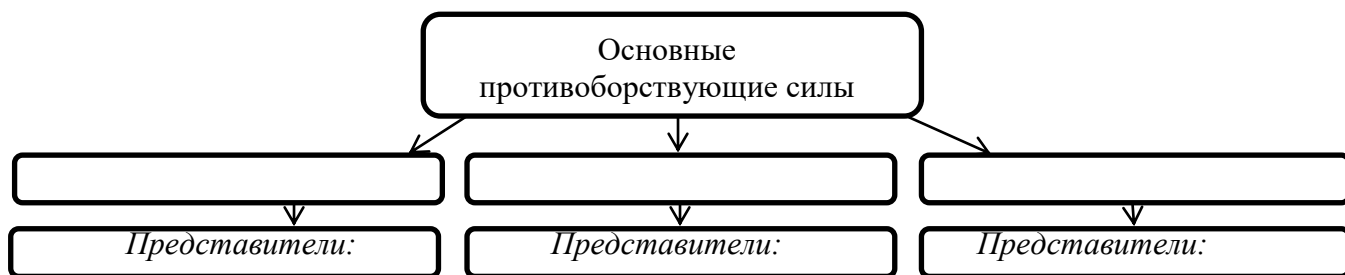 Основные
противоборствующие силы
Представители:
Представители:
Представители: